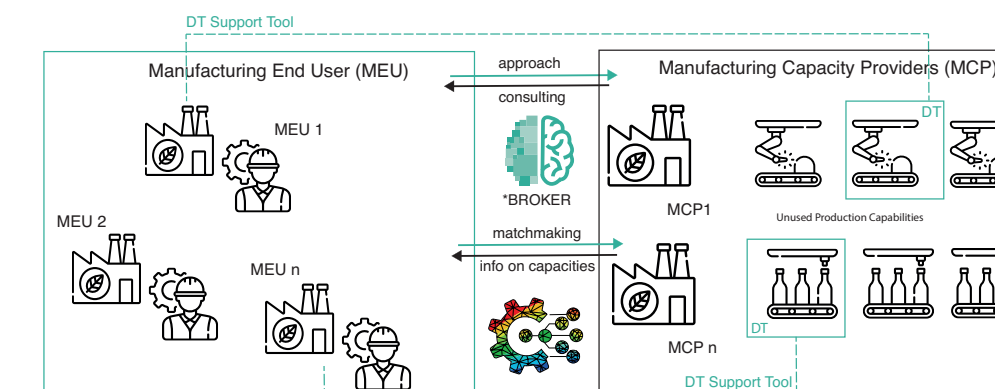 DT Support Tool
Manufacturing End User (MEU)
approach
Manufacturing Capacity Providers (MCP)
consulting
DT
MEU 1
*BROKER
MCP1
Unused Production Capabilities
MEU 2
matchmaking
info on capacities
MEU n
DT
MCP n
DT Support Tool